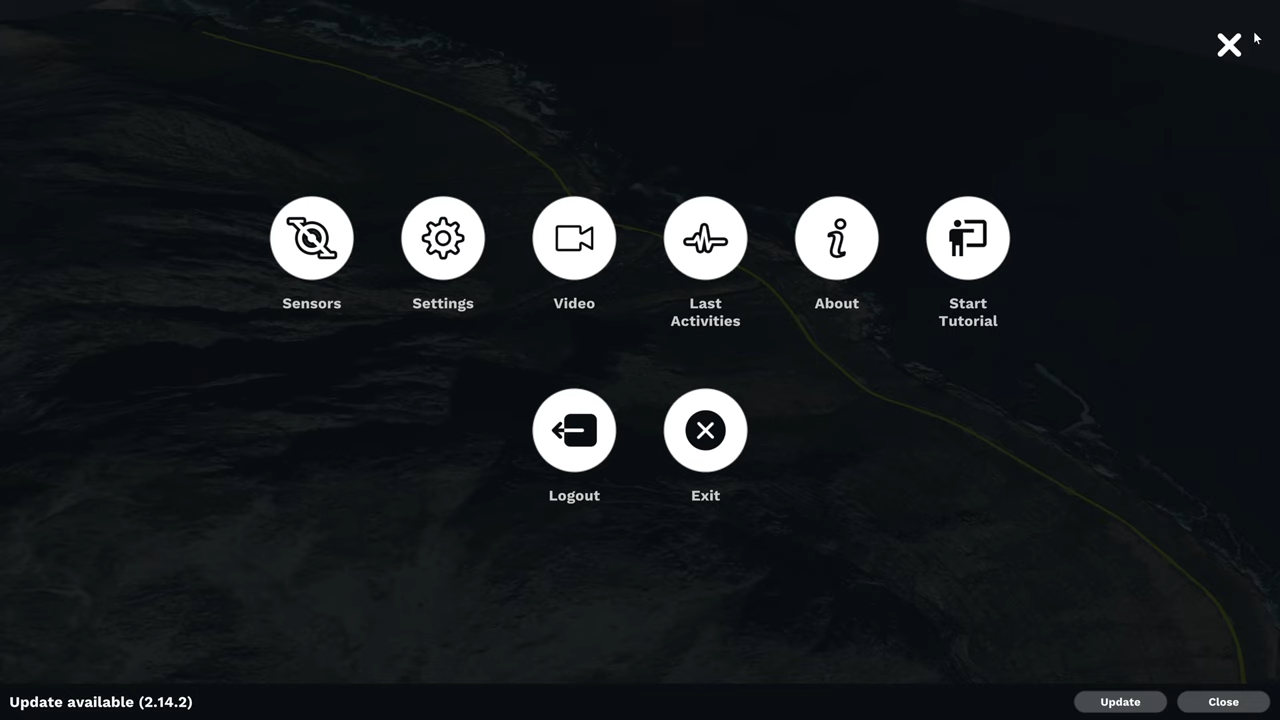 Sensors
Settings
Video
Last
Activities
About
Start
Tutorial
Logout
Exit
Update available (2.14.2)
Update
Close